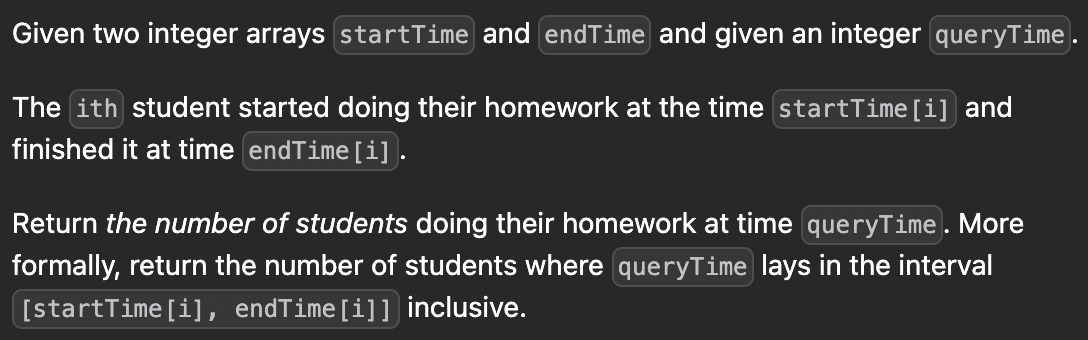 Given two integer arrays startTime and endTime and given an integer queryTime.
The ith student started doing their homework at the time startTime[i] and
finished it at time endTime[i].
Return the number of students doing their homework at time queryTime. More
formally, return the number of students where queryTime lays in the interval
[startTime[i], endTime[i]] inclusive.